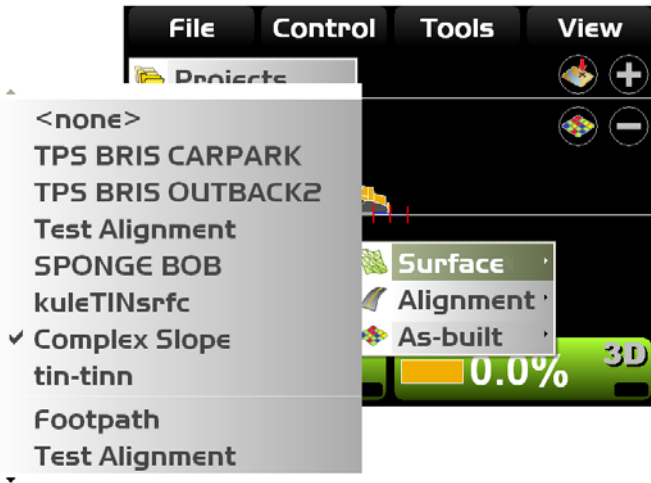 File Control Tools View
Projects
<none>
TPS BRIS CARPARK
TPS BRIS OUTBACK2
Test Alignment
SPONGE BOB
kuleTINsrfc
Complex Slope
tin-tinn
Footpath
Test Alignment
Surface
Alignment
As-built
0.0%
3D